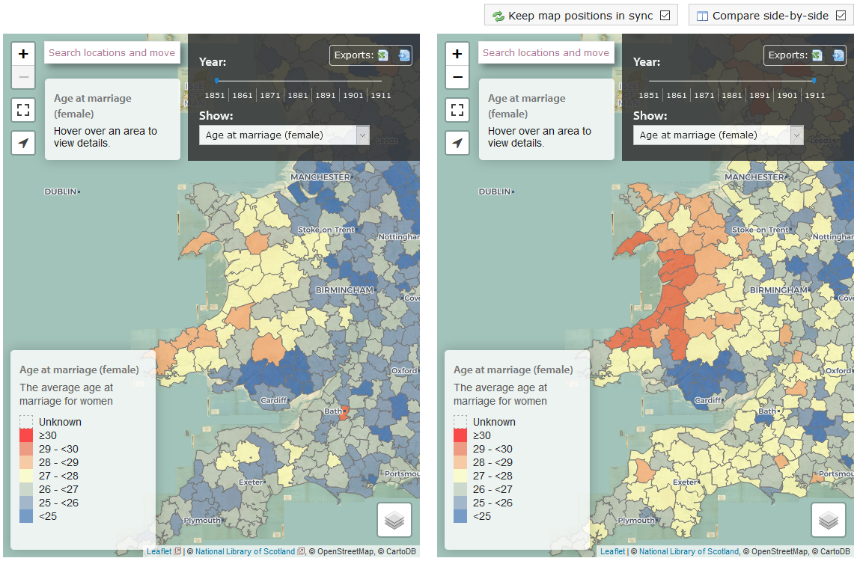 Keep map positions in sync
Compare side-by-side
+
Search locations and move
−
Year:
Exports:
1851 1861 1871 1881 1891 1901 1911
Show:
Age at marriage (female)
Age at marriage
(female)
Hover over an area to
view details.
DUBLIN
MANCHESTER
Stoke on Trent
Nottingham
BIRMINGHAM
Cov
Oxford
Cardiff
Bath
Exeter
Portsmou
Plymouth
Age at marriage (female)
The average age at
marriage for women
Unknown
≥30
29 - <30
28 - <29
27 - <28
26 - <27
25 - <26
<25
Leaflet | © National Library of Scotland, © OpenStreetMap, © CartoDB
+
Search locations and move
−
Year:
Exports:
1851 1861 1871 1881 1891 1901 1911
Show:
Age at marriage (female)
Age at marriage
(female)
Hover over an area to
view details.
DUBLIN
MANCHESTER
Stoke on Trent
Nottingha
BIRMINGHAM
Cove
Oxford
Cardiff
Bath
Exeter
Portsmou
Plymouth
Age at marriage (female)
The average age at
marriage for women
Unknown
≥30
29 - <30
28 - <29
27 - <28
26 - <27
25 - <26
<25
Leaflet | © National Library of Scotland, © OpenStreetMap, © CartoDB